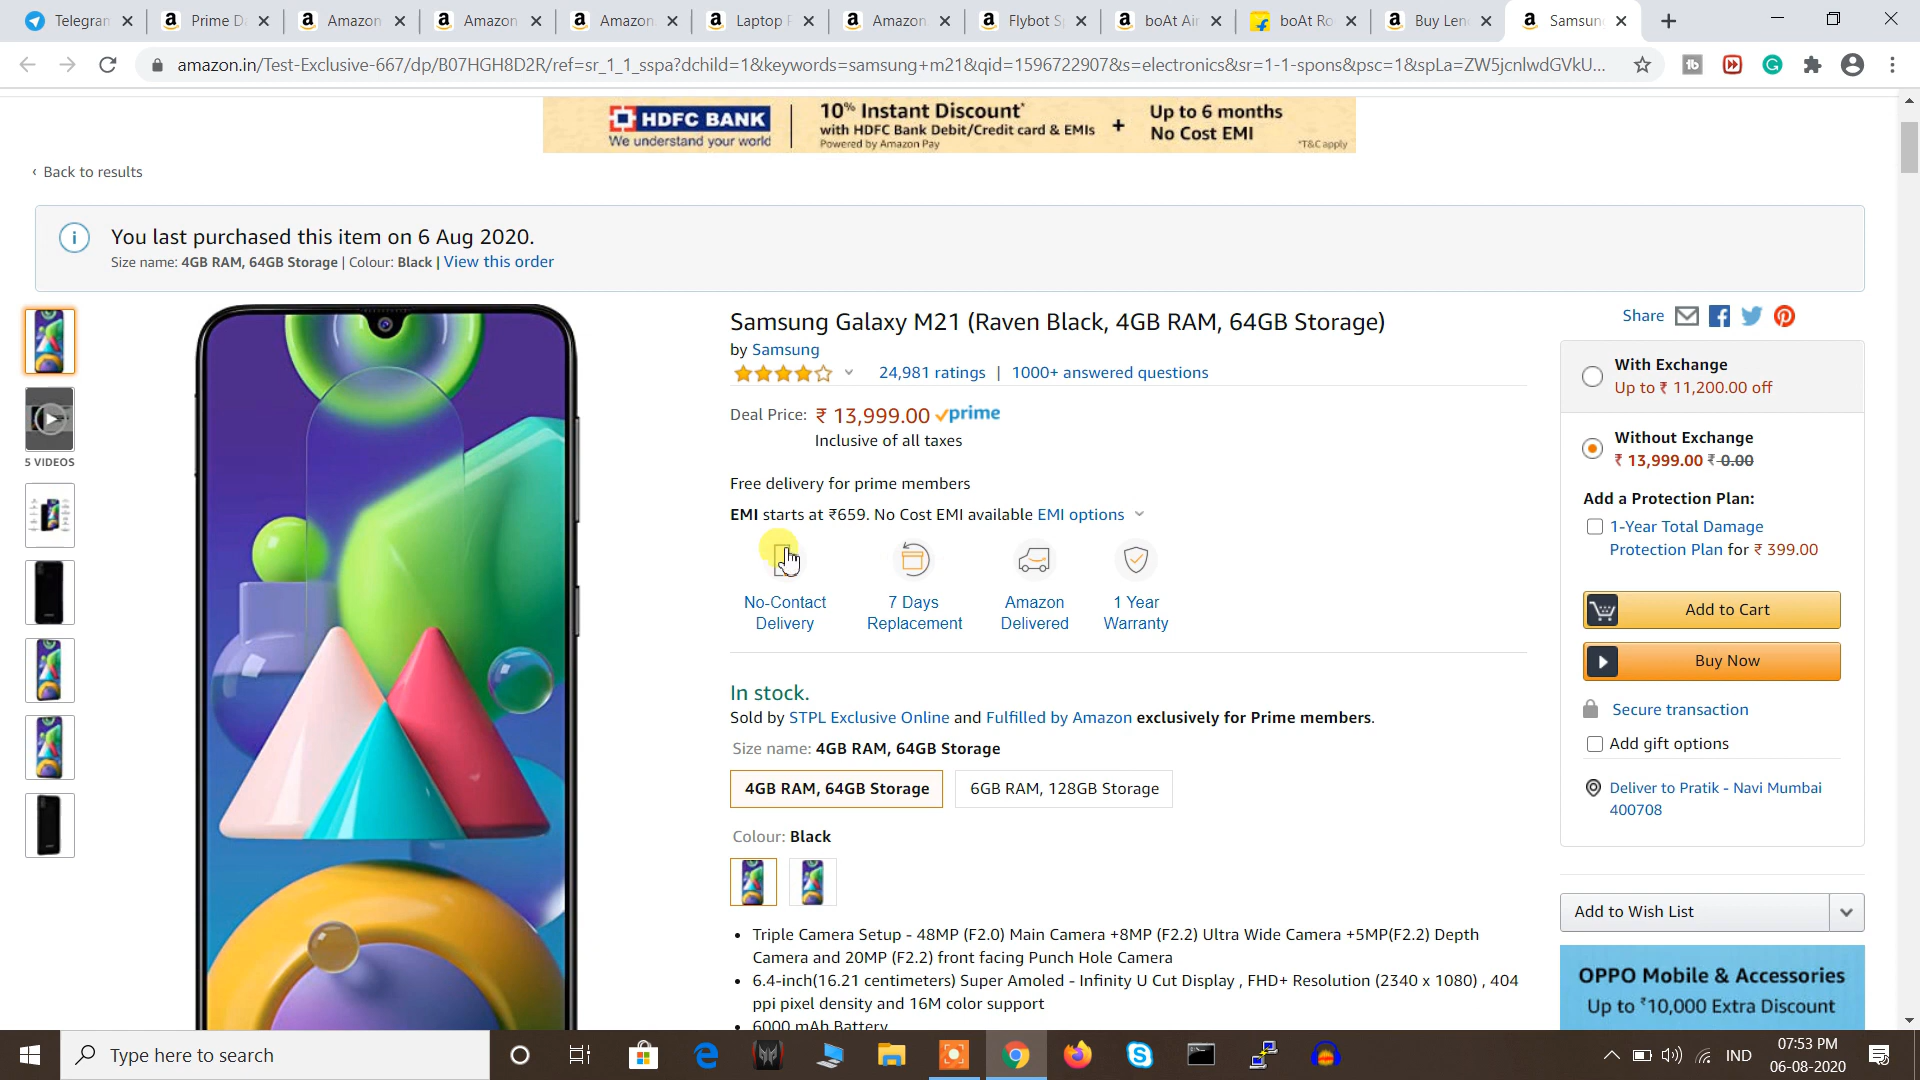 Telegram
Prime D
Amazon
Amazon
Amazon
Laptop F
Amazon
Flybot S
boAt Air
boAt Ro
Buy Len
Samsun
amazon.in/Test-Exclusive-667/dp/B07HGH8D2R/ref=sr_1_1_sspa?dchild=1&keywords=samsung+m21&qid=1596722907&s=electronics&sr=1-1-spons&psc=1&spLa=ZW5jcnlwdGVkU...
HDFC BANK
We understand your world
10% Instant Discount*
with HDFC Bank Debit/Credit card & EMIs
Powered by Amazon Pay
+
Up to 6 months
No Cost EMI
*T&C apply
‹ Back to results
You last purchased this item on 6 Aug 2020.
Size name: 4GB RAM, 64GB Storage | Colour: Black | View this order
5 VIDEOS
Samsung Galaxy M21 (Raven Black, 4GB RAM, 64GB Storage)
by Samsung
24,981 ratings | 1000+ answered questions
Deal Price: ₹ 13,999.00 prime
Inclusive of all taxes
Free delivery for prime members
EMI starts at ₹659. No Cost EMI available EMI options
No-Contact
Delivery
7 Days
Replacement
Amazon
Delivered
1 Year
Warranty
In stock.
Sold by STPL Exclusive Online and Fulfilled by Amazon exclusively for Prime members.
Size name: 4GB RAM, 64GB Storage
4GB RAM, 64GB Storage
6GB RAM, 128GB Storage
Colour: Black
• Triple Camera Setup - 48MP (F2.0) Main Camera +8MP (F2.2) Ultra Wide Camera +5MP(F2.2) Depth
Camera and 20MP (F2.2) front facing Punch Hole Camera
• 6.4-inch(16.21 centimeters) Super Amoled - Infinity U Cut Display , FHD+ Resolution (2340 x 1080) , 404
ppi pixel density and 16M color support
• 6000 mAh Battery
Share
With Exchange
Up to ₹ 11,200.00 off
Without Exchange
₹ 13,999.00 ₹ 0.00
Add a Protection Plan:
1-Year Total Damage
Protection Plan for ₹ 399.00
Add to Cart
Buy Now
Secure transaction
Add gift options
Deliver to Pratik - Navi Mumbai
400708
Add to Wish List
OPPO Mobile & Accessories
Up to ₹10,000 Extra Discount
Type here to search
IND
07:53 PM
06-08-2020